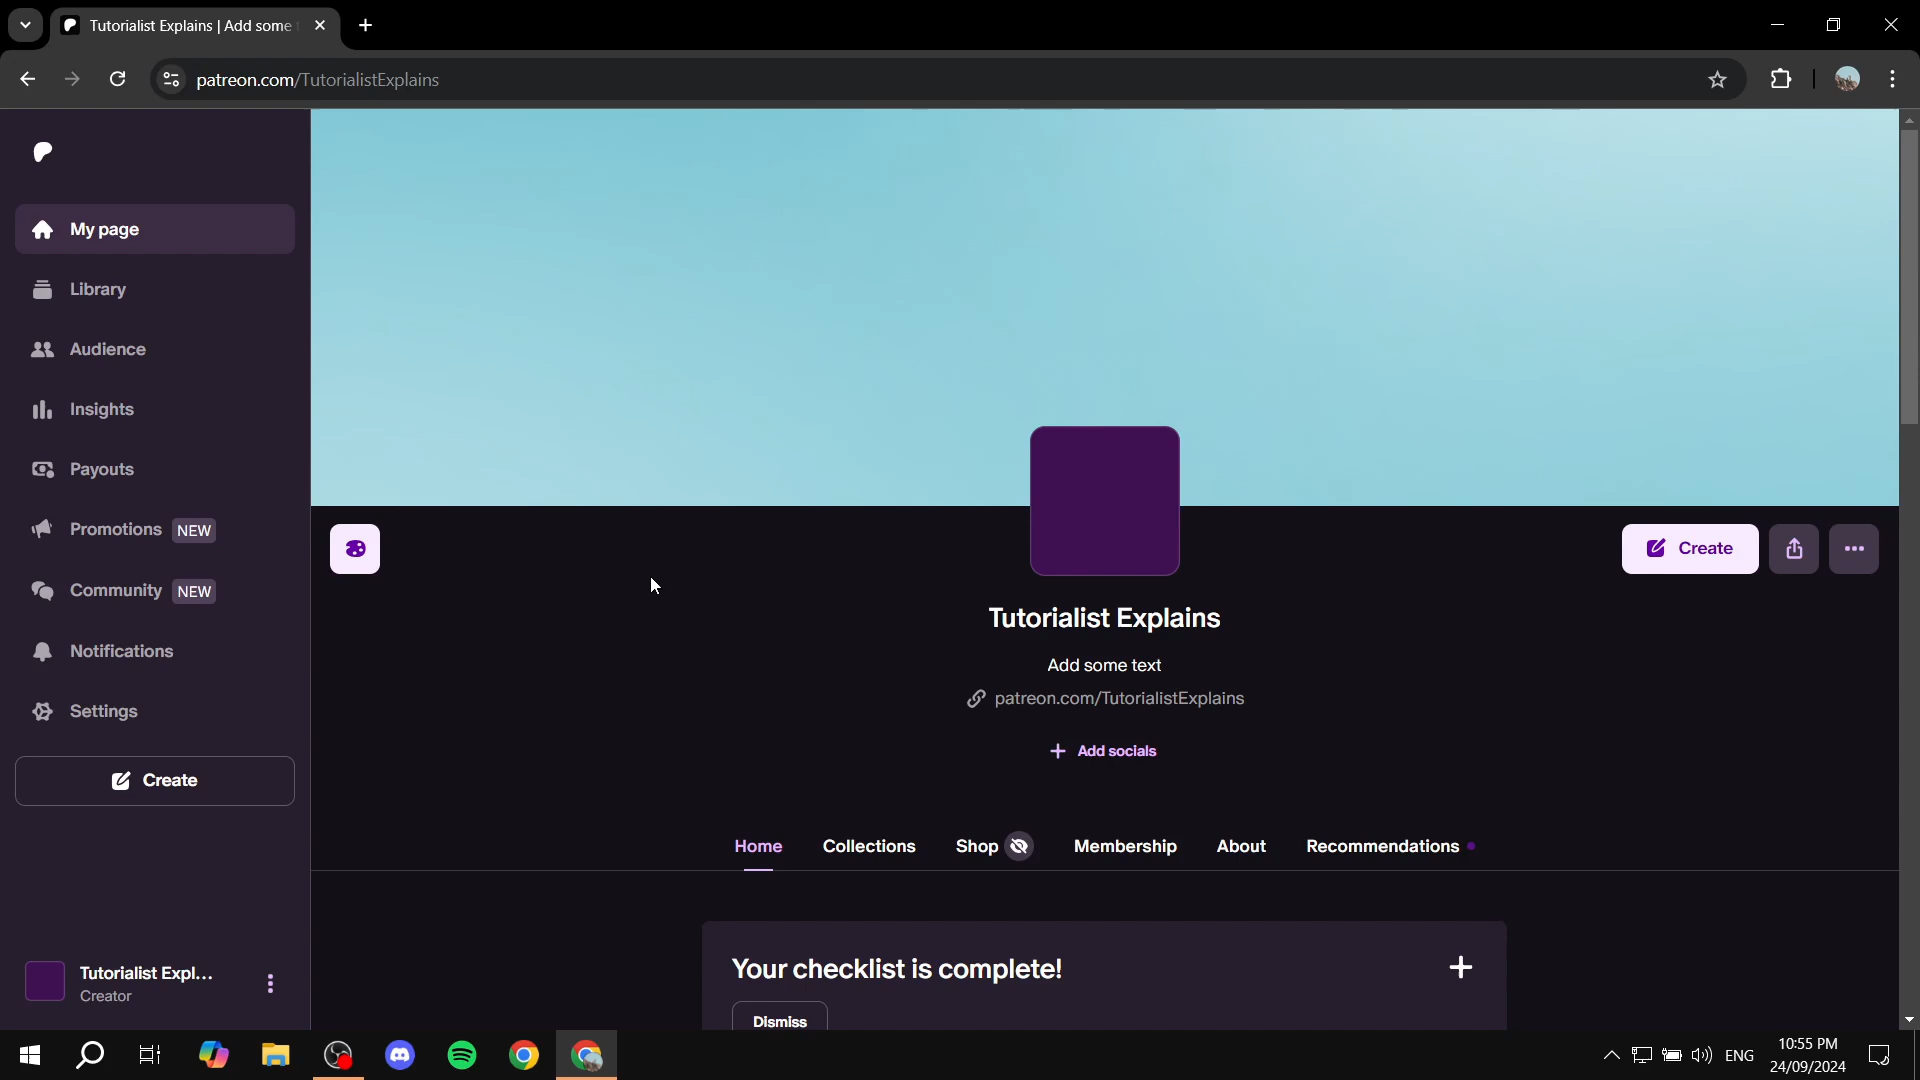 Tutorialist Explains | Add some
patreon.com/TutorialistExplains
My page
Library
Audience
Insights
Payouts
Promotions NEW
Community NEW
Notifications
Settings
Create
Tutorialist Expl...
Creator
Create
Tutorialist Explains
Add some text
patreon.com/TutorialistExplains
Add socials
Home Collections Shop Membership About Recommendations
Your checklist is complete!
Dismiss
ENG
10:55 PM
24/09/2024